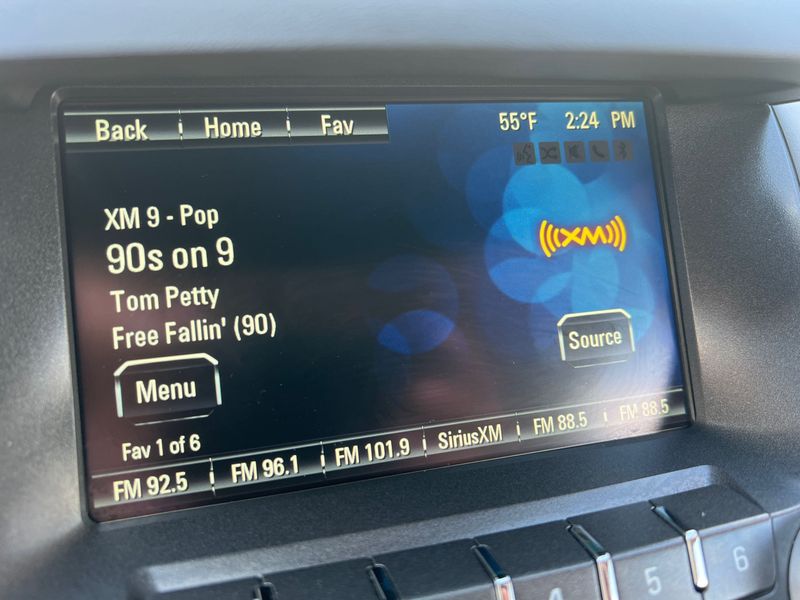 Back Home Fav 55°F 2:24 PM
XM 9 - Pop
90s on 9
((XM))
Tom Petty
Free Fallin' (90)
Source
Menu
Fav 1 of 6
FM 92.5 FM 96.1 FM 101.9 SiriusXM FM 88.5 FM 88.5
4 5 6